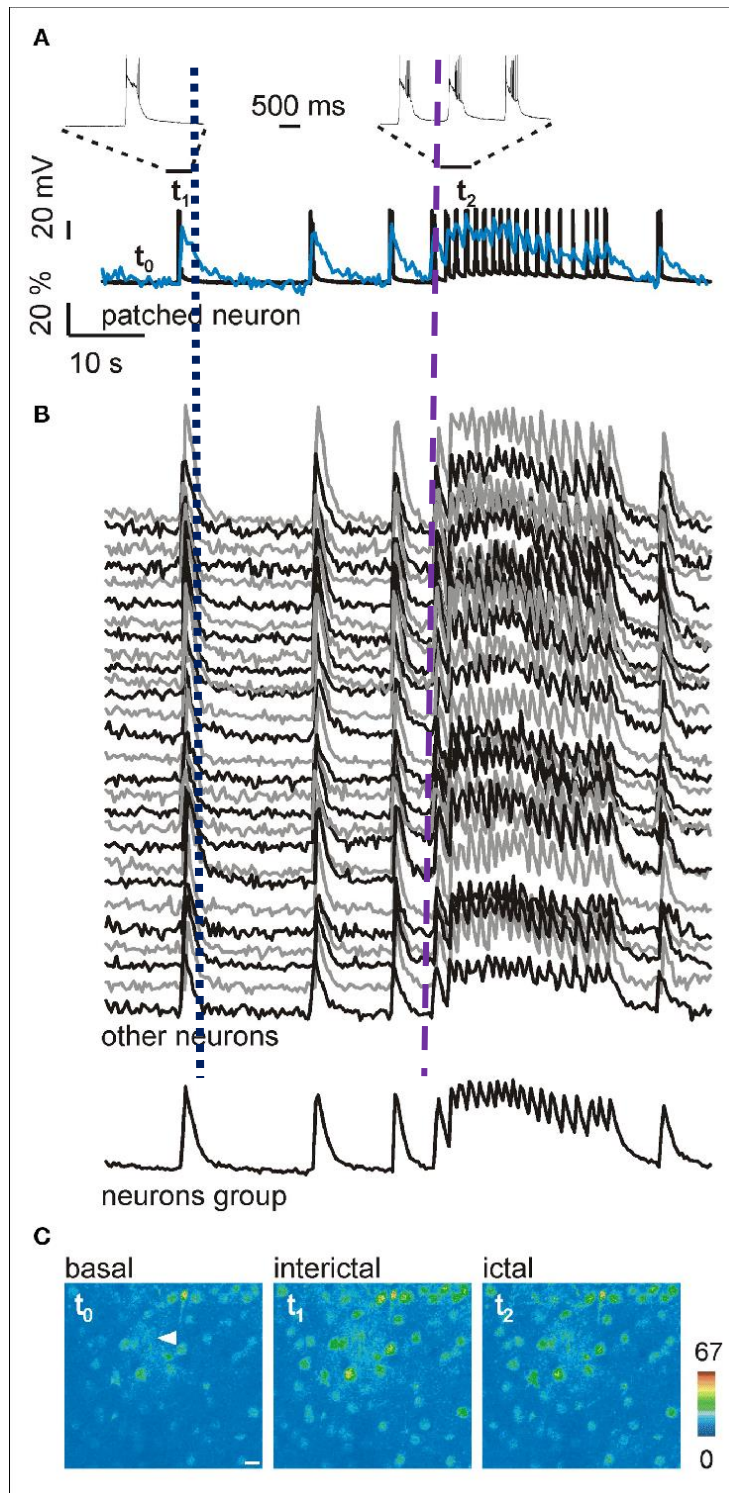 A
500 ms
t1
t2
20 mV
t0
20 %
patched neuron
10 s
B
other neurons
neurons group
C
basal
interictal
ictal
t0
t1
t2
67
0